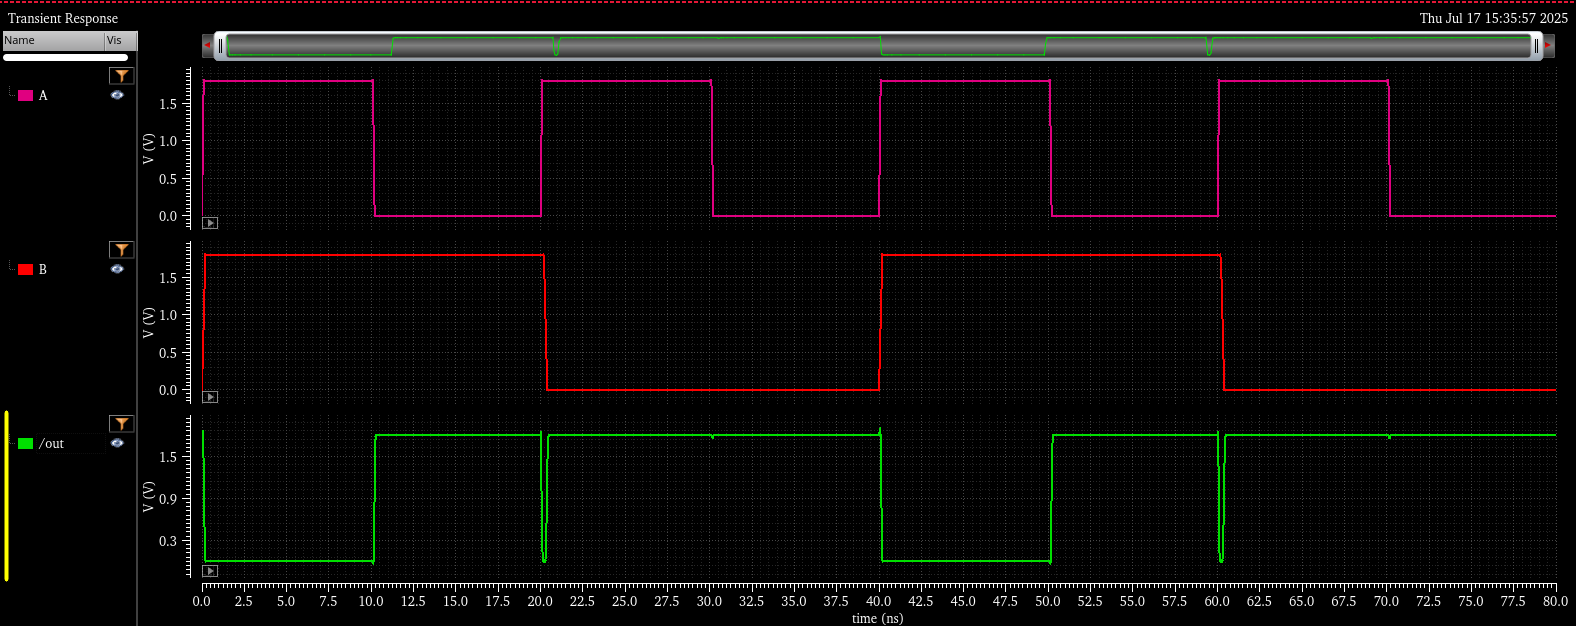 Transient Response
Thu Jul 17 15:35:57 2025
Name Vis
A
V (V)
1.5
1.0
0.5
0.0
B
V (V)
1.5
1.0
0.5
0.0
/out
V (V)
1.5
0.9
0.3
0.0 2.5 5.0 7.5 10.0 12.5 15.0 17.5 20.0 22.5 25.0 27.5 30.0 32.5 35.0 37.5 40.0 42.5 45.0 47.5 50.0 52.5 55.0 57.5 60.0 62.5 65.0 67.5 70.0 72.5 75.0 77.5 80.0
time (ns)